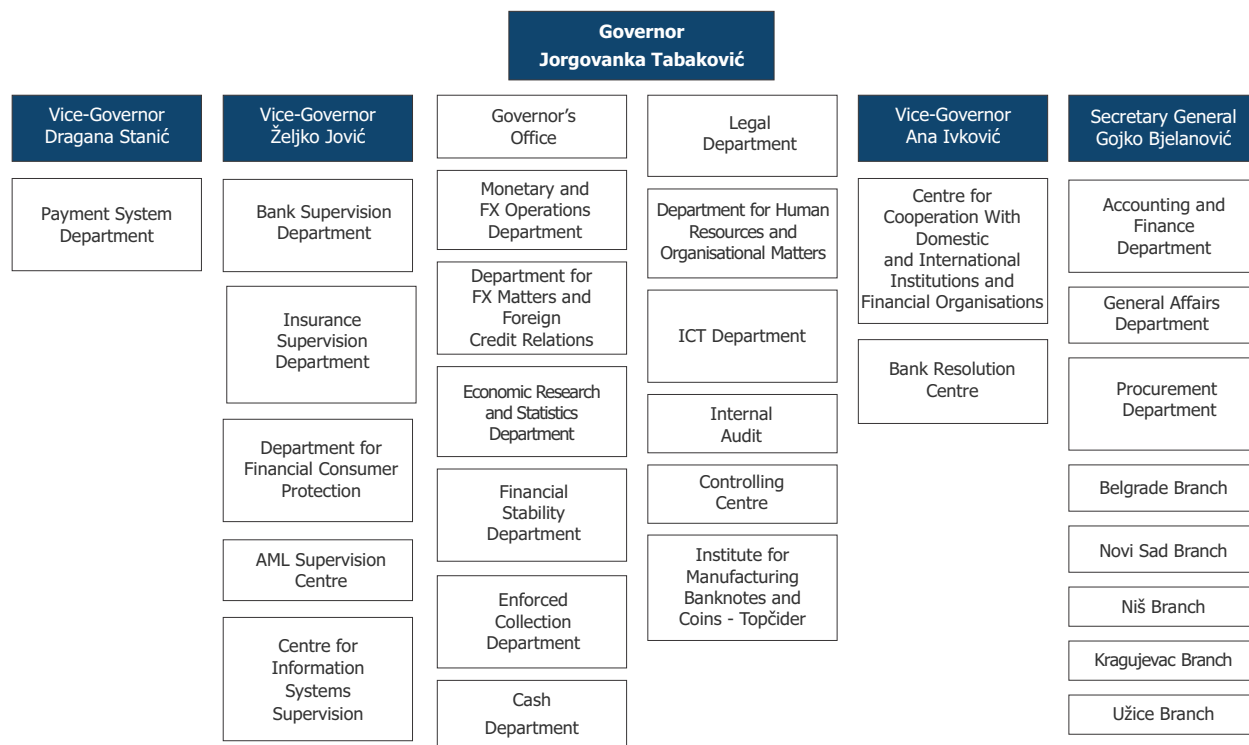 Governor
Jorgovanka Tabaković
Vice-Governor
Dragana Stanić
Payment System
Department
Vice-Governor
Željko Jović
Bank Supervision
Department
Insurance
Supervision
Department
Department for
Financial Consumer
Protection
AML Supervision
Centre
Centre for
Information
Systems
Supervision
Governor's
Office
Monetary and
FX Operations
Department
Department for
FX Matters and
Foreign
Credit Relations
Economic Research
and Statistics
Department
Financial
Stability
Department
Enforced
Collection
Department
Cash
Department
Legal
Department
Department for Human
Resources and
Organisational Matters
ICT Department
Internal
Audit
Controlling
Centre
Institute for
Manufacturing
Banknotes and
Coins - Topčider
Vice-Governor
Ana Ivković
Centre for
Cooperation With
Domestic
and International
Institutions and
Financial Organisations
Bank Resolution
Centre
Secretary General
Gojko Bjelanović
Accounting and
Finance
Department
General Affairs
Department
Procurement
Department
Belgrade Branch
Novi Sad Branch
Niš Branch
Kragujevac Branch
Užice Branch